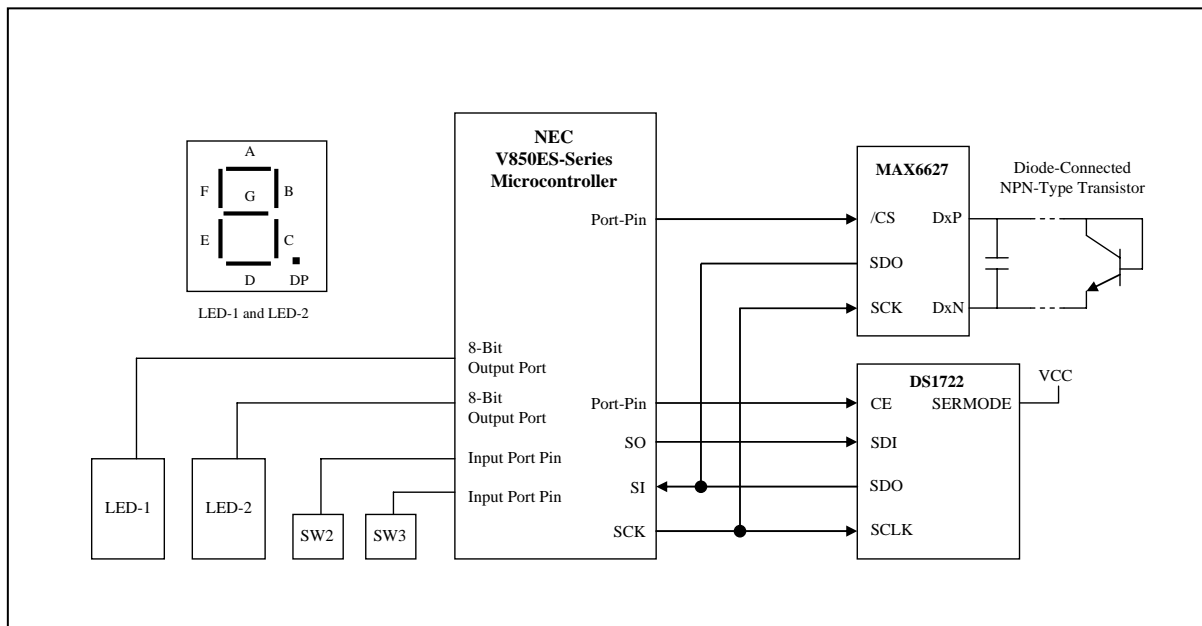 NEC
V850ES-Series
Microcontroller
A
F
G
B
E
C
D
DP
LED-1 and LED-2
8-Bit
Output Port
8-Bit
Output Port
Input Port Pin
Input Port Pin
Port-Pin
Port-Pin
SO
SI
SCK
LED-1
LED-2
SW2
SW3
MAX6627
/CS
DxP
SDO
SCK
DxN
Diode-Connected
NPN-Type Transistor
DS1722
VCC
CE
SERMODE
SDI
SDO
SCLK